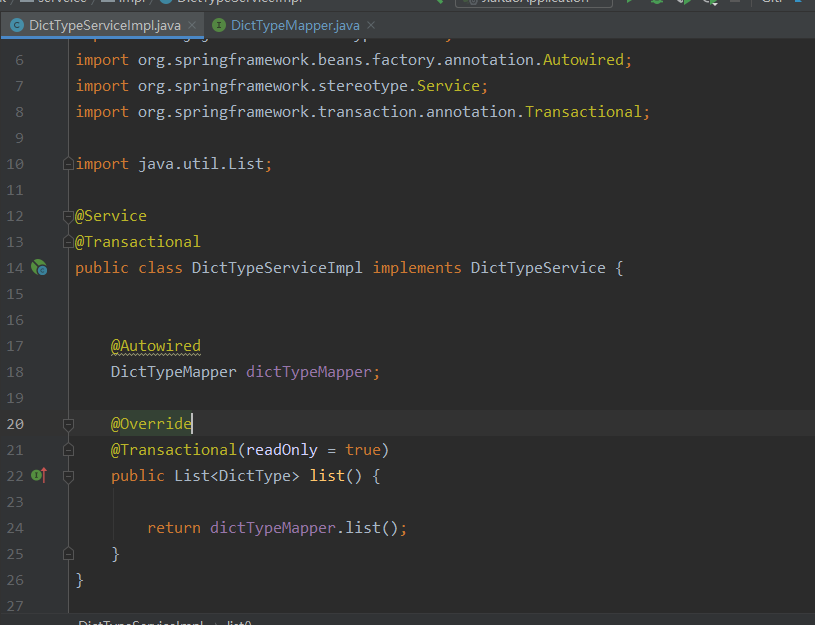 DictTypeServiceImpl.java × DictTypeMapper.java ×
6 import org.springframework.beans.factory.annotation.Autowired;
7 import org.springframework.stereotype.Service;
8 import org.springframework.transaction.annotation.Transactional;
9
10 import java.util.List;
11
12 @Service
13 @Transactional
14 public class DictTypeServiceImpl implements DictTypeService {
15
16
17 @Autowired
18 DictTypeMapper dictTypeMapper;
19
20 @Override
21 @Transactional(readOnly = true)
22 public List<DictType> list() {
23
24 return dictTypeMapper.list();
25 }
26 }
27
DictTypeServiceImpl › list()